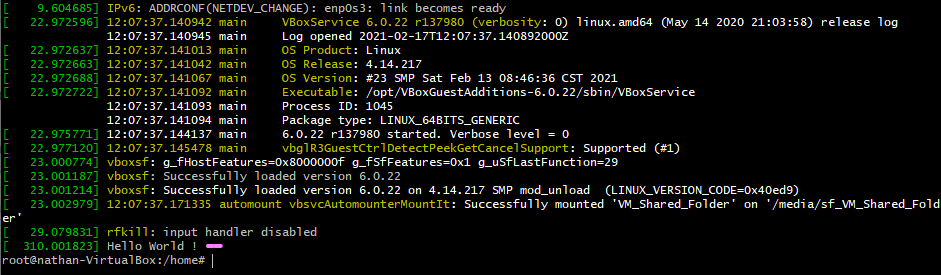 [    9.604685] IPv6: ADDRCONF(NETDEV_CHANGE): enp0s3: link becomes ready
[   22.972596] 12:07:37.140942 main     VBoxService 6.0.22 r137980 (verbosity: 0) linux.amd64 (May 14 2020 21:03:58) release log
               12:07:37.140945 main     Log opened 2021-02-17T12:07:37.140892000Z
[   22.972637] 12:07:37.141013 main     OS Product: Linux
[   22.972663] 12:07:37.141042 main     OS Release: 4.14.217
[   22.972688] 12:07:37.141067 main     OS Version: #23 SMP Sat Feb 13 08:46:36 CST 2021
[   22.972722] 12:07:37.141092 main     Executable: /opt/VBoxGuestAdditions-6.0.22/sbin/VBoxService
               12:07:37.141093 main     Process ID: 1045
               12:07:37.141094 main     Package type: LINUX_64BITS_GENERIC
[   22.975771] 12:07:37.144137 main     6.0.22 r137980 started. Verbose level = 0
[   22.977120] 12:07:37.145478 main     vbglR3GuestCtrlDetectPeekGetCancelSupport: Supported (#1)
[   23.000774] vboxsf: g_fHostFeatures=0x8000000f g_fSfFeatures=0x1 g_uSfLastFunction=29
[   23.001187] vboxsf: Successfully loaded version 6.0.22
[   23.001214] vboxsf: Successfully loaded version 6.0.22 on 4.14.217 SMP mod_unload  (LINUX_VERSION_CODE=0x40ed9)
[   23.002979] 12:07:37.171335 automount vbsvcAutomounterMountIt: Successfully mounted 'VM_Shared_Folder' on '/media/sf_VM_Shared_Fold
er'
[   29.079831] rfkill: input handler disabled
[  310.001823] Hello World !
root@nathan-VirtualBox:/home#